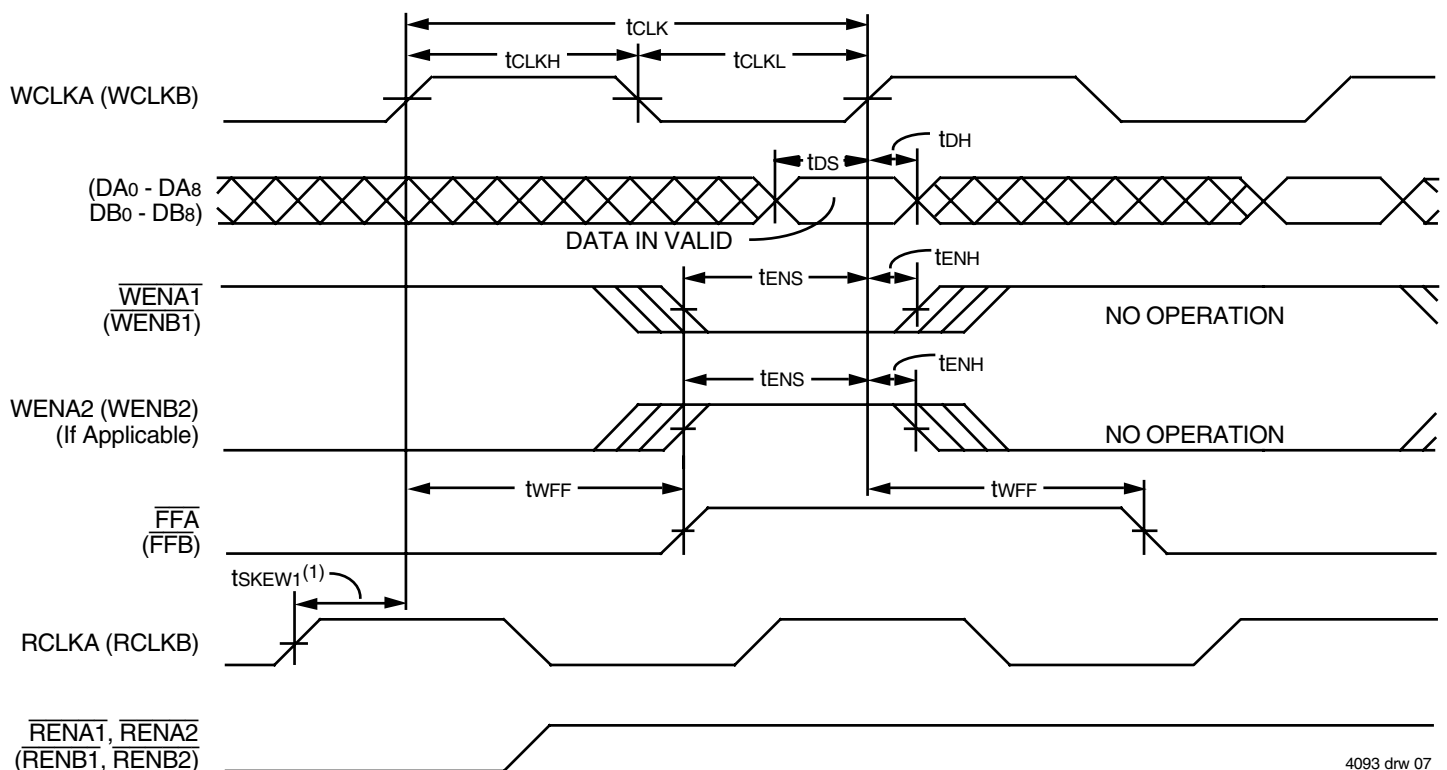 tCLK
tCLKH
tCLKL
WCLKA (WCLKB)
tDH
tDS
(DA0 - DA8
DB0 - DB8)
DATA IN VALID
tENH
tENS
WENA1
(WENB1)
NO OPERATION
tENH
tENS
WENA2 (WENB2)
(If Applicable)
NO OPERATION
tWFF
tWFF
FFA
(FFB)
tSKEW1(1)
RCLKA (RCLKB)
RENA1, RENA2
(RENB1, RENB2)
4093 drw 07